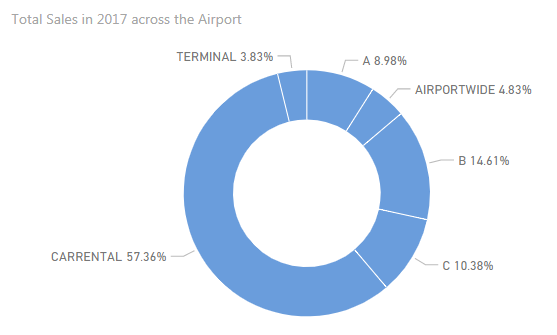 Total Sales in 2017 across the Airport
TERMINAL 3.83%
A 8.98%
AIRPORTWIDE 4.83%
B 14.61%
CARRENTAL 57.36%
C 10.38%